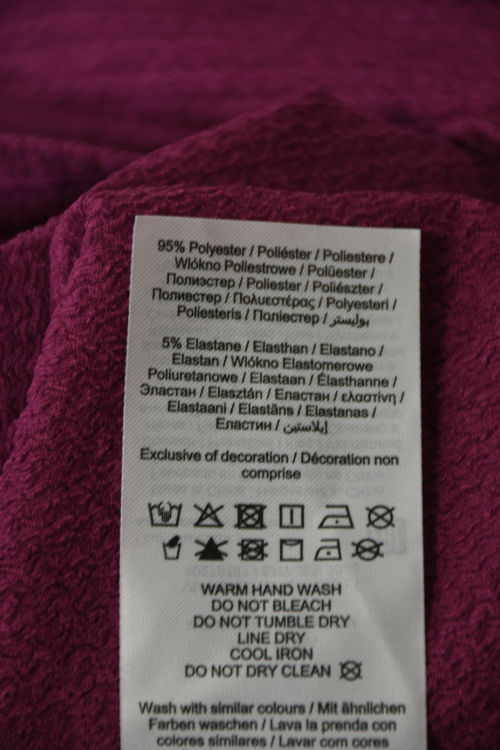 95% Polyester / Poliéster / Poliestere /
Wlókno Poliestrowe / Polüester /
Полиэстер / Poliester / Poliészter /
Полиестер / Πολυεστέρας / Polyesteri /
Poliesteris / Поліестер / بوليستر
5% Elastane / Elasthan / Elastano /
Elastan / Wlókno Elastomerowe
Poliuretanowe / Elastaan / Élasthanne /
Эластан / Elasztán / Еластан / ελαστίνη /
Elastaani / Elastāns / Elastanas /
Еластин / إيلاستين
Exclusive of decoration / Décoration non
comprise
WARM HAND WASH
DO NOT BLEACH
DO NOT TUMBLE DRY
LINE DRY
COOL IRON
DO NOT DRY CLEAN
Wash with similar colours / Mit ähnlichen
Farben waschen / Lava la prenda con
colores similares / Lavar com cores